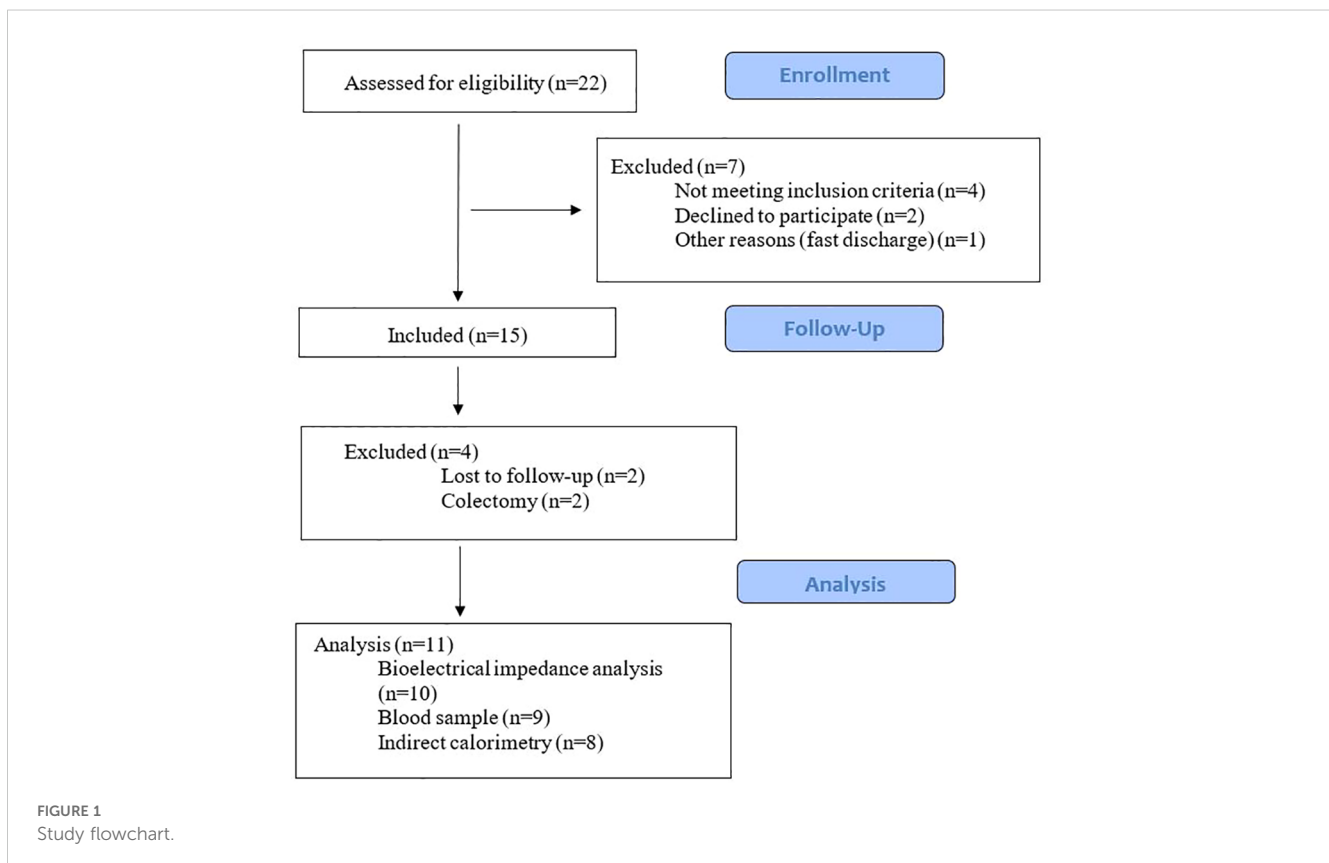 Assessed for eligibility (n=22)
Enrollment
Excluded (n=7)
Not meeting inclusion criteria (n=4)
Declined to participate (n=2)
Other reasons (fast discharge) (n=1)
Included (n=15)
Follow-Up
Excluded (n=4)
Lost to follow-up (n=2)
Colectomy (n=2)
Analysis
Analysis (n=11)
Bioelectrical impedance analysis
(n=10)
Blood sample (n=9)
Indirect calorimetry (n=8)
FIGURE 1
Study flowchart.